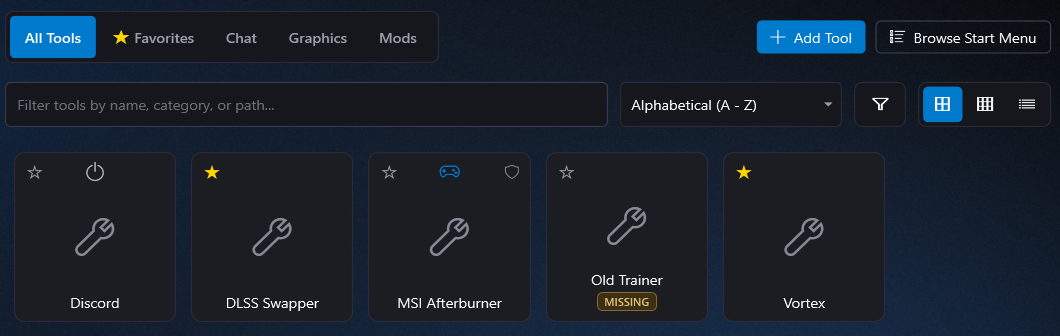 All Tools
Favorites
Chat
Graphics
Mods
Add Tool
Browse Start Menu
Filter tools by name, category, or path...
Alphabetical (A - Z)
Discord
DLSS Swapper
MSI Afterburner
Old Trainer
MISSING
Vortex